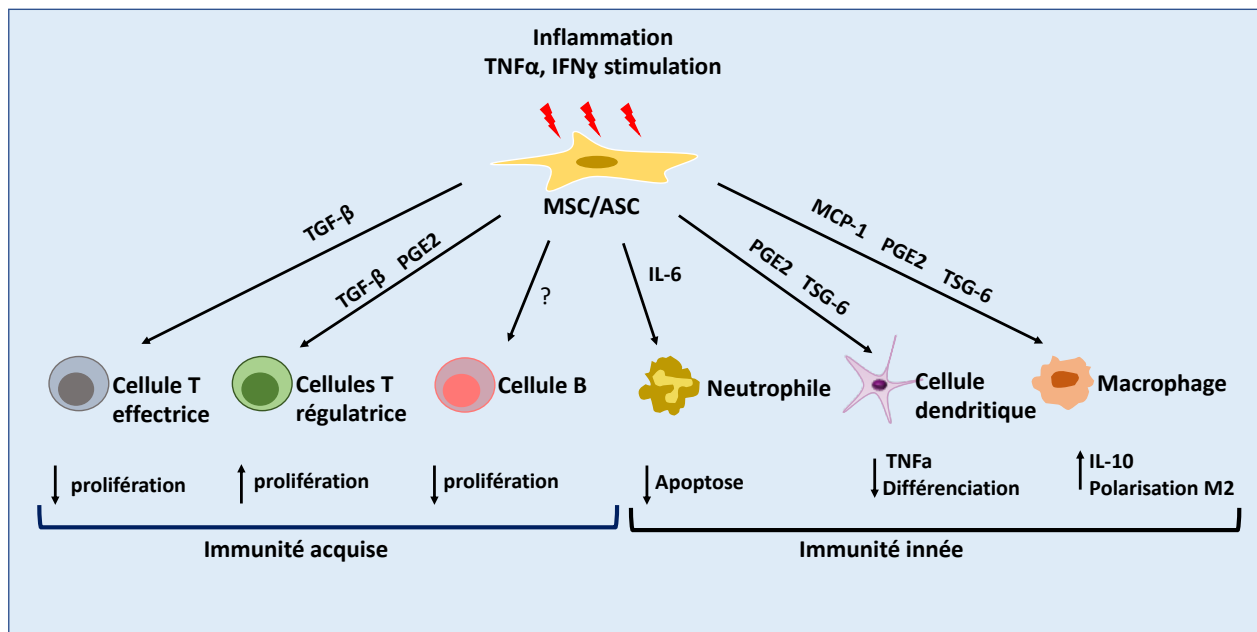 Inflammation
TNFα, IFNɣ stimulation
MSC/ASC
TGF-β
TGF-β PGE2
?
IL-6
PGE2 TSG-6
MCP-1 PGE2 TSG-6
Cellule T
effectrice
Cellules T
régulatrice
Cellule B
Neutrophile
Cellule
dendritique
Macrophage
prolifération
prolifération
prolifération
Apoptose
TNFa
Différenciation
IL-10
Polarisation M2
Immunité acquise
Immunité innée